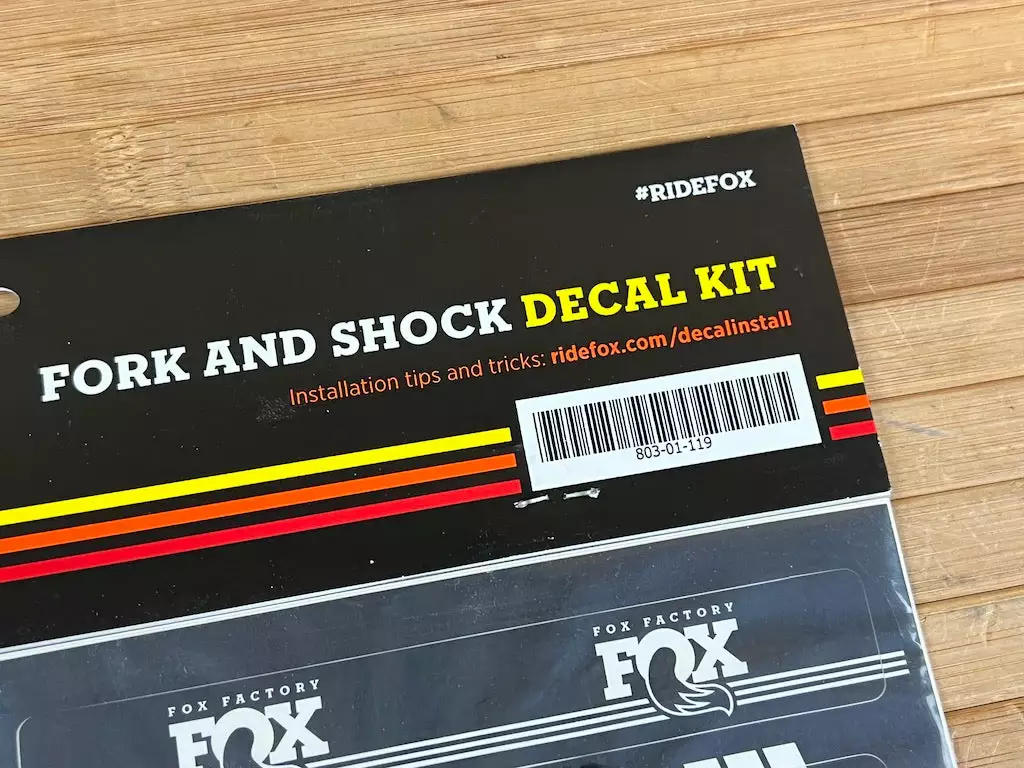 #RIDEFOX
FORK AND SHOCK DECAL KIT
Installation tips and tricks: ridefox.com/decalinstall
803-01-119
FOX FACTORY
FOX
FOX FACTORY
FOX